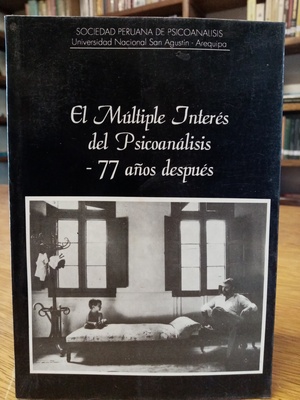 SOCIEDAD PERUANA DE PSICOANALISIS
Universidad Nacional San Agustín - Arequipa
El Múltiple Interés
del Psicoanálisis
- 77 años después